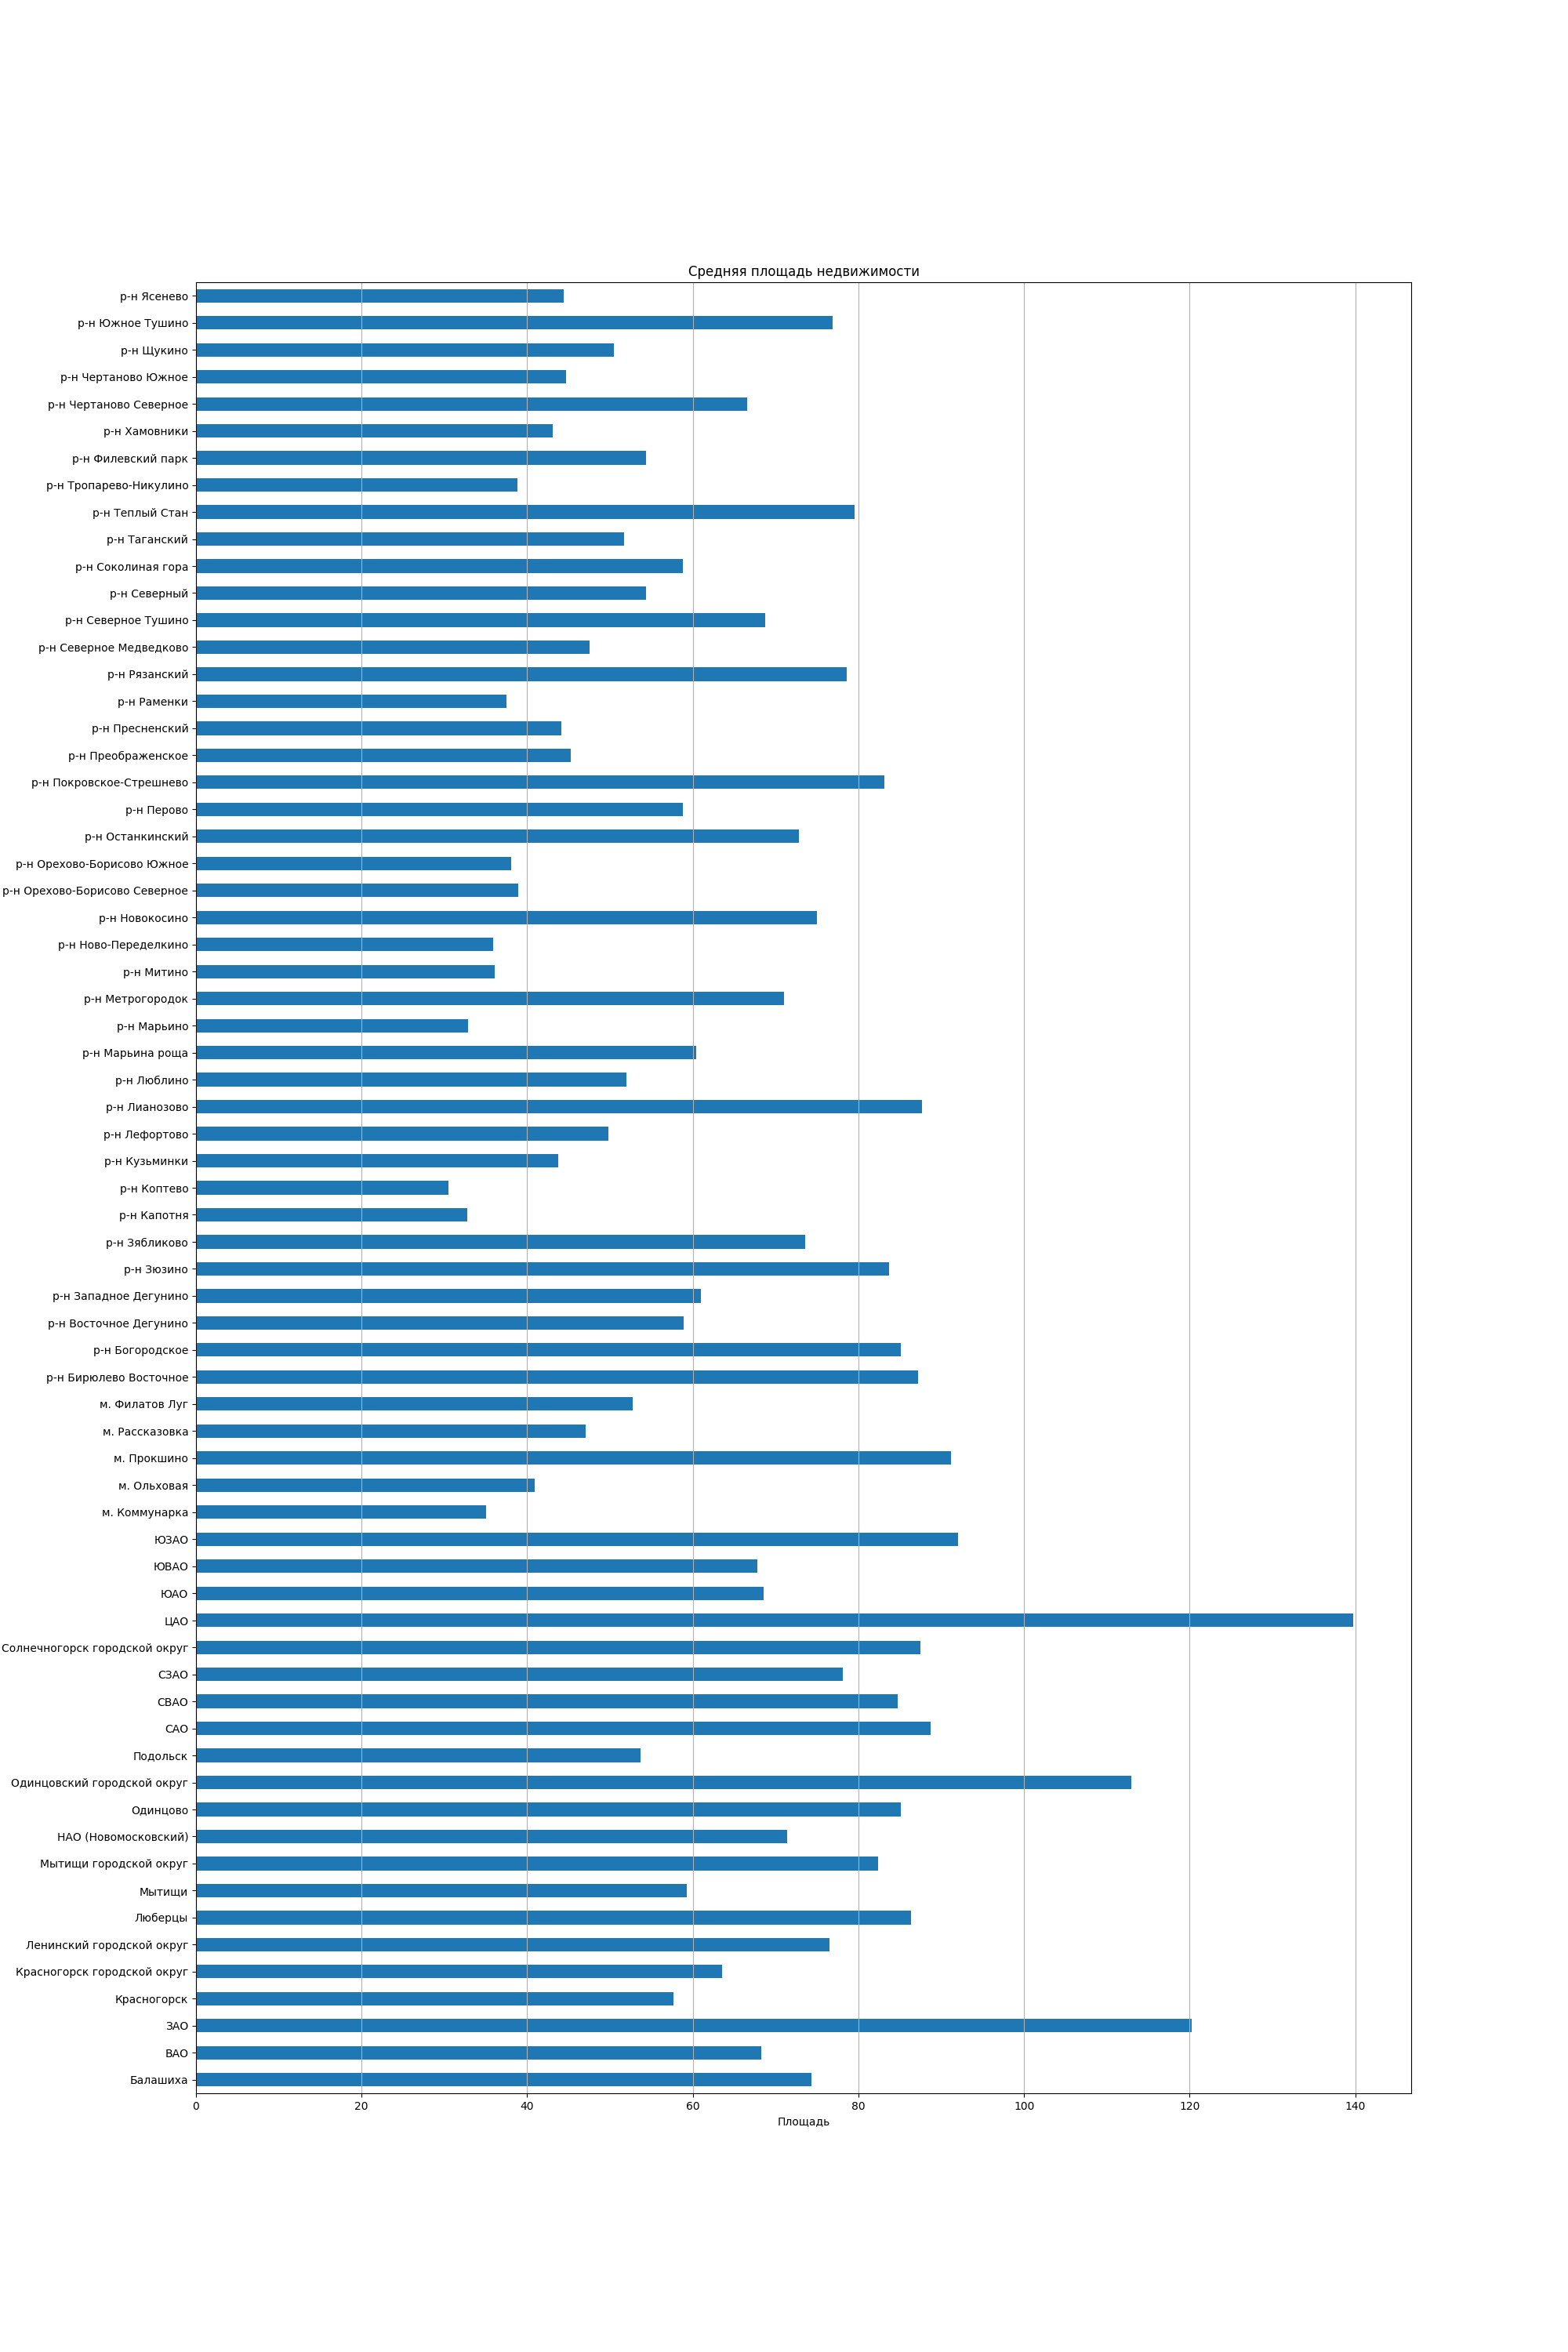 Средняя площадь недвижимости
р-н Ясенево
р-н Южное Тушино
р-н Щукино
р-н Чертаново Южное
р-н Чертаново Северное
р-н Хамовники
р-н Филевский парк
р-н Тропарево-Никулино
р-н Теплый Стан
р-н Таганский
р-н Соколиная гора
р-н Северный
р-н Северное Тушино
р-н Северное Медведково
р-н Рязанский
р-н Раменки
р-н Пресненский
р-н Преображенское
р-н Покровское-Стрешнево
р-н Перово
р-н Останкинский
р-н Орехово-Борисово Южное
р-н Орехово-Борисово Северное
р-н Новокосино
р-н Ново-Переделкино
р-н Митино
р-н Метрогородок
р-н Марьино
р-н Марьина роща
р-н Люблино
р-н Лианозово
р-н Лефортово
р-н Кузьминки
р-н Коптево
р-н Капотня
р-н Зябликово
р-н Зюзино
р-н Западное Дегунино
р-н Восточное Дегунино
р-н Богородское
р-н Бирюлево Восточное
м. Филатов Луг
м. Рассказовка
м. Прокшино
м. Ольховая
м. Коммунарка
ЮЗАО
ЮВАО
ЮАО
ЦАО
Солнечногорск городской округ
СЗАО
СВАО
САО
Подольск
Одинцовский городской округ
Одинцово
НАО (Новомосковский)
Мытищи городской округ
Мытищи
Люберцы
Ленинский городской округ
Красногорск городской округ
Красногорск
ЗАО
ВАО
Балашиха
0 20 40 60 80 100 120 140
Площадь